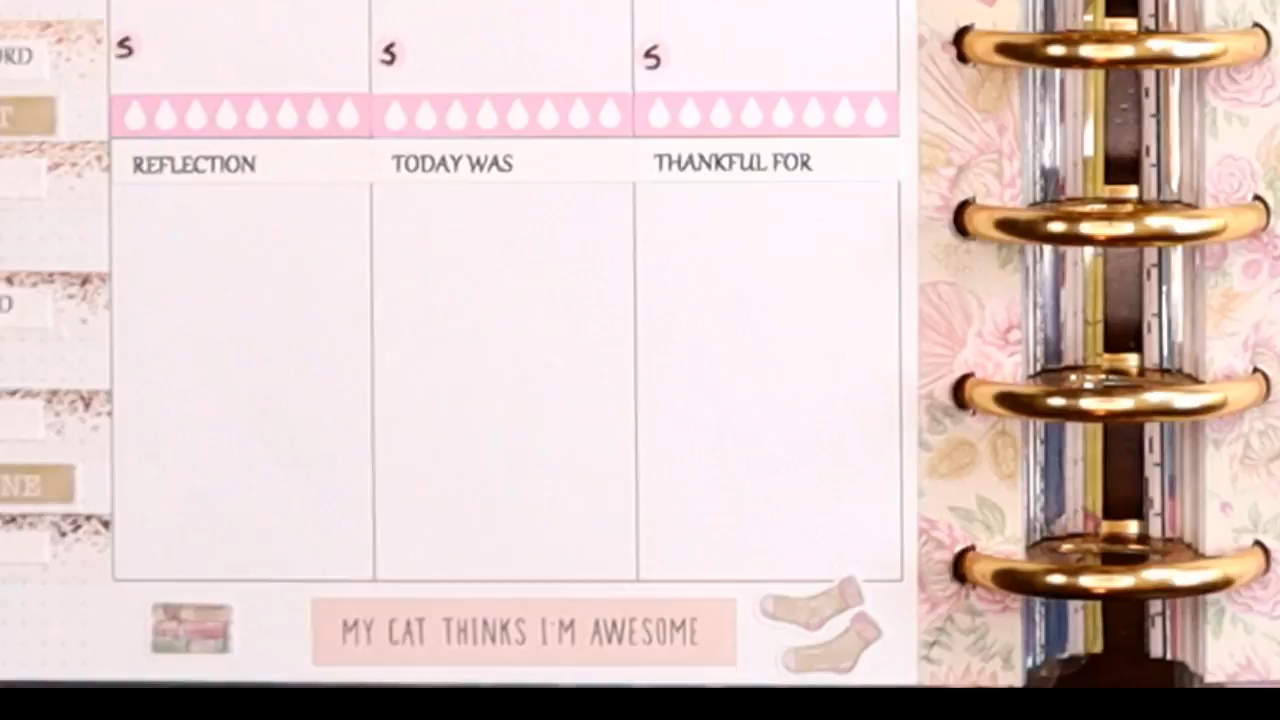 S S S
REFLECTION TODAY WAS THANKFUL FOR
MY CAT THINKS I'M AWESOME